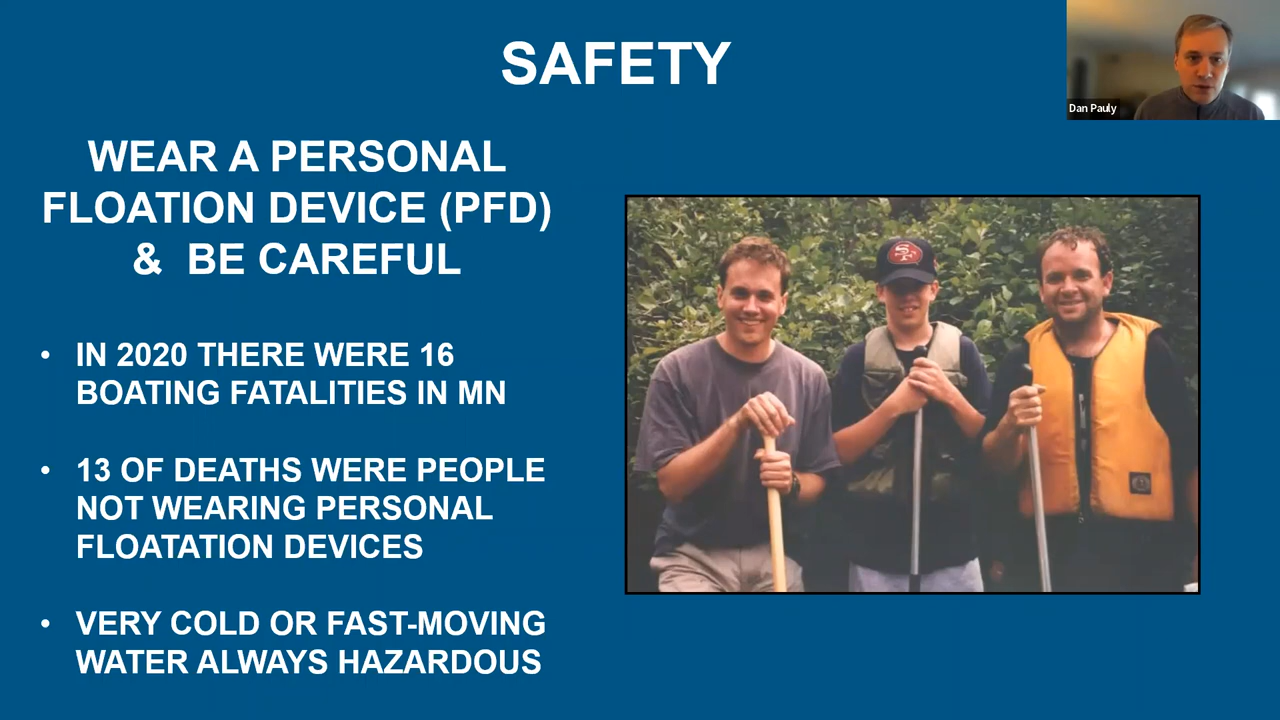 SAFETY
Dan Pauly
WEAR A PERSONAL
FLOATION DEVICE (PFD)
& BE CAREFUL
• IN 2020 THERE WERE 16
BOATING FATALITIES IN MN
• 13 OF DEATHS WERE PEOPLE
NOT WEARING PERSONAL
FLOATATION DEVICES
• VERY COLD OR FAST-MOVING
WATER ALWAYS HAZARDOUS
SF